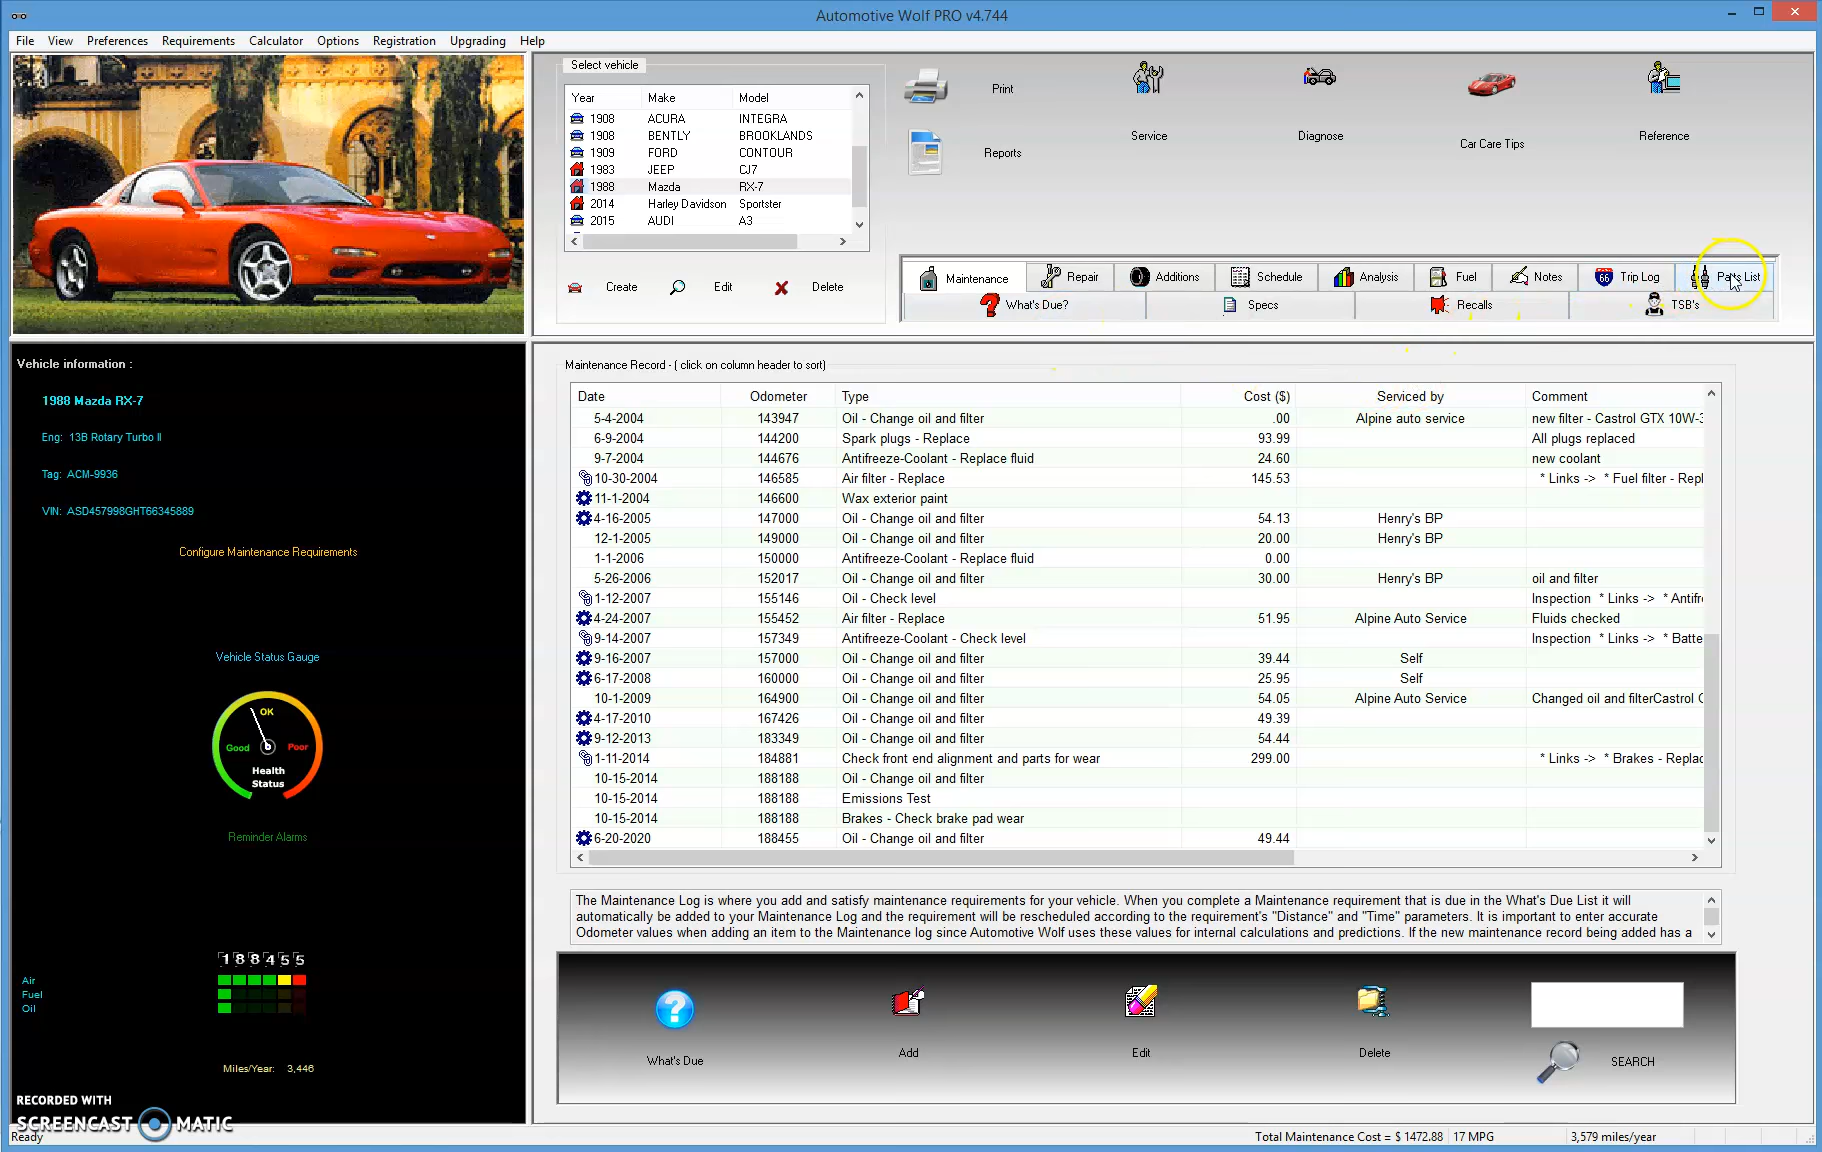 Automotive Wolf PRO v4.744
File View Preferences Requirements Calculator Options Registration Upgrading Help
Select vehicle
Year Make Model
1908 ACURA INTEGRA
1908 BENTLY BROOKLANDS
1909 FORD CONTOUR
1983 JEEP CJ7
1988 Mazda RX-7
2014 Harley Davidson Sportster
2015 AUDI A3
Create Edit Delete
Print
Reports
Service
Diagnose
Car Care Tips
Reference
Maintenance Repair Additions Schedule Analysis Fuel Notes Trip Log Parts List
What's Due? Specs Recalls TSB's
Vehicle information :
1988 Mazda RX-7
Eng: 13B Rotary Turbo II
Tag: ACM-9936
VIN: ASD457998GHT66345889
Configure Maintenance Requirements
Vehicle Status Gauge
OK
Good Poor
Health
Status
Reminder Alarms
188455
Air
Fuel
Oil
Miles/Year: 3,446
RECORDED WITH
SCREENCAST MATIC
Ready
Maintenance Record - ( click on column header to sort)
Date Odometer Type Cost ($) Serviced by Comment
5-4-2004 143947 Oil - Change oil and filter .00 Alpine auto service new filter - Castrol GTX 10W-3
6-9-2004 144200 Spark plugs - Replace 93.99 All plugs replaced
9-7-2004 144676 Antifreeze-Coolant - Replace fluid 24.60 new coolant
10-30-2004 146585 Air filter - Replace 145.53 * Links -> * Fuel filter - Repl
11-1-2004 146600 Wax exterior paint
4-16-2005 147000 Oil - Change oil and filter 54.13 Henry's BP
12-1-2005 149000 Oil - Change oil and filter 20.00 Henry's BP
1-1-2006 150000 Antifreeze-Coolant - Replace fluid 0.00
5-26-2006 152017 Oil - Change oil and filter 30.00 Henry's BP oil and filter
1-12-2007 155146 Oil - Check level Inspection * Links -> * Antifr
4-24-2007 155452 Air filter - Replace 51.95 Alpine Auto Service Fluids checked
9-14-2007 157349 Antifreeze-Coolant - Check level Inspection * Links -> * Batte
9-16-2007 157000 Oil - Change oil and filter 39.44 Self
6-17-2008 160000 Oil - Change oil and filter 25.95 Self
10-1-2009 164900 Oil - Change oil and filter 54.05 Alpine Auto Service Changed oil and filterCastrol G
4-17-2010 167426 Oil - Change oil and filter 49.39
9-12-2013 183349 Oil - Change oil and filter 54.44
1-11-2014 184881 Check front end alignment and parts for wear 299.00 * Links -> * Brakes - Replac
10-15-2014 188188 Oil - Change oil and filter
10-15-2014 188188 Emissions Test
10-15-2014 188188 Brakes - Check brake pad wear
6-20-2020 188455 Oil - Change oil and filter 49.44
The Maintenance Log is where you add and satisfy maintenance requirements for your vehicle. When you complete a Maintenance requirement that is due in the What's Due List it will
automatically be added to your Maintenance Log and the requirement will be rescheduled according to the requirement's "Distance" and "Time" parameters. It is important to enter accurate
Odometer values when adding an item to the Maintenance log since Automotive Wolf uses these values for internal calculations and predictions. If the new maintenance record being added has a
What's Due Add Edit Delete SEARCH
Total Maintenance Cost = $ 1472.88 17 MPG 3,579 miles/year